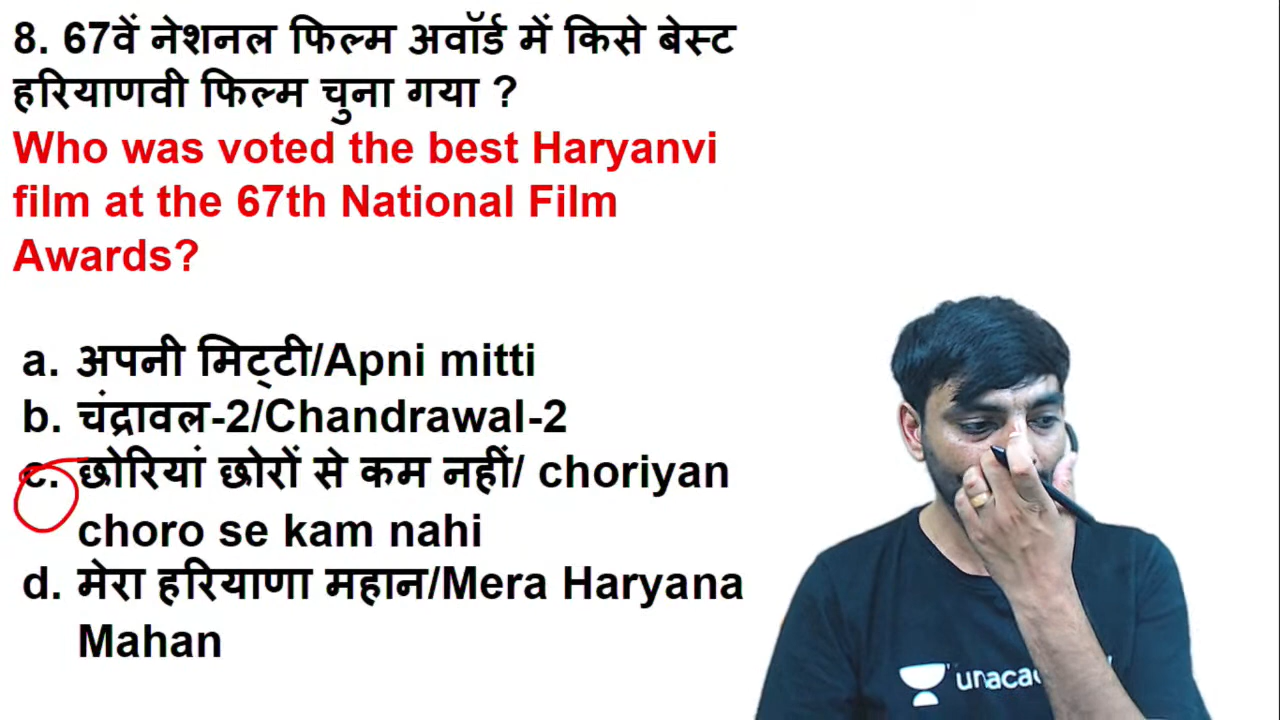 8. 67वें नेशनल फिल्म अवॉर्ड में किसे बेस्ट
हरियाणवी फिल्म चुना गया ?
Who was voted the best Haryanvi
film at the 67th National Film
Awards?
a. अपनी मिट्टी/Apni mitti
b. चंद्रावल-2/Chandrawal-2
c. छोरियां छोरों से कम नहीं/ choriyan
choro se kam nahi
d. मेरा हरियाणा महान/Mera Haryana
Mahan